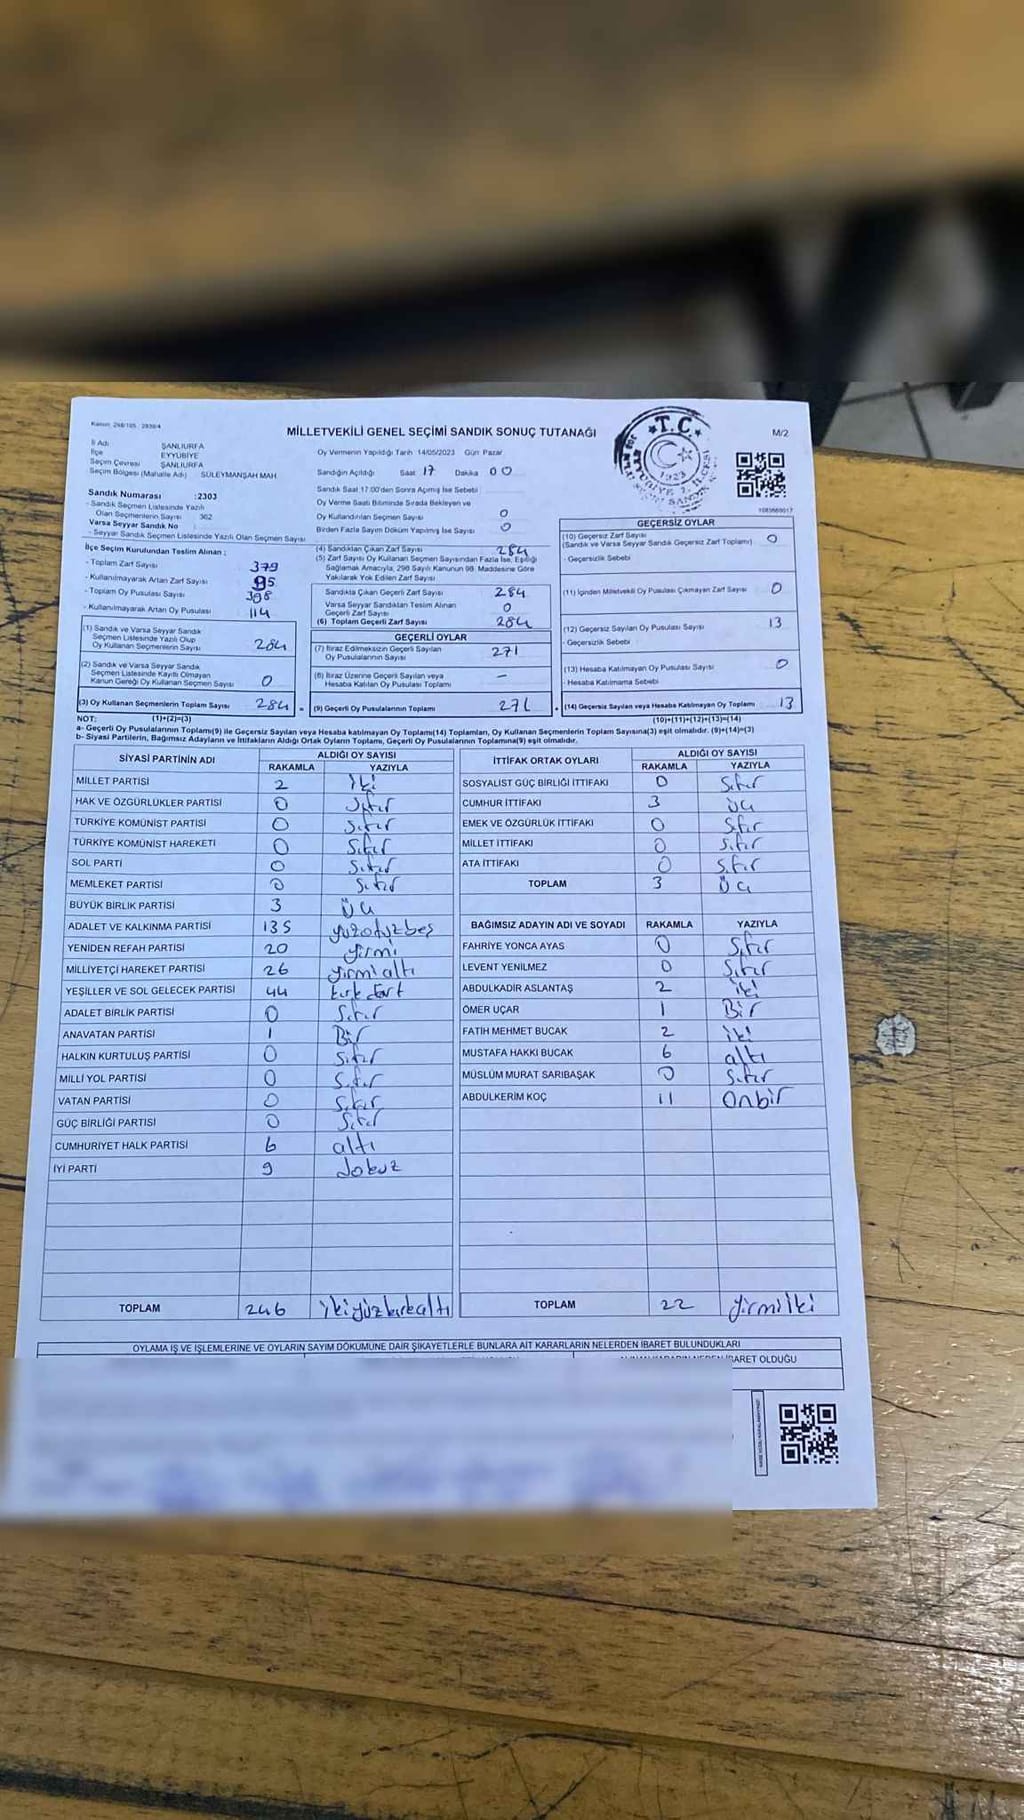 MİLLETVEKİLİ GENEL SEÇİMİ SANDIK SONUÇ TUTANAĞI
M/2
T.C.
1923
İl Adı ŞANLIURFA
İlçe EYYÜBİYE
Seçim Çevresi ŞANLIURFA
Seçim Bölgesi (Mahalle Adı) SÜLEYMANŞAH MAH
Sandık Numarası :2303
- Sandık Seçmen Listesinde Yazılı
Olan Seçmenlerin Sayısı 362
Varsa Seyyar Sandık No
- Seyyar Sandık Seçmen Listesinde Yazılı Olan Seçmen Sayısı
Oy Vermenin Yapıldığı Tarih 14/05/2023 Gün Pazar
Sandığın Açıldığı Saat 17 Dakika 00
Sandık Saat 17:00'den Sonra Açımış İse Sebebi
Oy Verme Saati Bitiminde Sırada Bekleyen ve
Oy Kullandırılan Seçmen Sayısı 0
Birden Fazla Sayım Döküm Yapılmış İse Sayısı 0
İlçe Seçim Kurulundan Teslim Alınan ;
- Toplam Zarf Sayısı 379
- Kullanılmayarak Artan Zarf Sayısı 95
- Toplam Oy Pusulası Sayısı 398
- Kullanılmayarak Artan Oy Pusulası 114
(1) Sandık ve Varsa Seyyar Sandık
Seçmen Listesinde Yazılı Olup
Oy Kullanan Seçmenlerin Sayısı 284
(2) Sandık ve Varsa Seyyar Sandık
Seçmen Listesinde Kayıtlı Olmayan
Kanun Gereği Oy Kullanan Seçmen Sayısı 0
(3) Oy Kullanan Seçmenlerin Toplam Sayısı 284
(4) Sandıktan Çıkan Zarf Sayısı 284
(5) Zarf Sayısı Oy Kullanan Seçmen Sayısından Fazla İse, Eşitliği
Sağlamak Amacıyla, 298 Sayılı Kanunun 98. Maddesine Göre
Yakılarak Yok Edilen Zarf Sayısı
Sandıkta Çıkan Geçerli Zarf Sayısı 284
Varsa Seyyar Sandıktan Teslim Alınan
Geçerli Zarf Sayısı 0
(6) Toplam Geçerli Zarf Sayısı 284
GEÇERLİ OYLAR
(7) İtiraz Edilmeksizin Geçerli Sayılan
Oy Pusulalarının Sayısı 271
(8) İtiraz Üzerine Geçerli Sayılan veya
Hesaba Katılan Oy Pusulası Toplamı -
= (9) Geçerli Oy Pusulalarının Toplamı 271
GEÇERSİZ OYLAR
(10) Geçersiz Zarf Sayısı 0
(Sandık ve Varsa Seyyar Sandık Geçersiz Zarf Toplamı)
- Geçersizlik Sebebi
(11) İçinden Milletvekili Oy Pusulası Çıkmayan Zarf Sayısı 0
(12) Geçersiz Sayılan Oy Pusulası Sayısı 13
- Geçersizlik Sebebi
(13) Hesaba Katılmayan Oy Pusulası Sayısı 0
- Hesaba Katılmama Sebebi
+ (14) Geçersiz Sayılan veya Hesaba Katılmayan Oy Toplamı 13
NOT: (1)+(2)=(3) (10)+(11)+(12)+(13)=(14)
a- Geçerli Oy Pusulalarının Toplamı(9) ile Geçersiz Sayılan veya Hesaba katılmayan Oy Toplamı(14) Toplamları, Oy Kullanan Seçmenlerin Toplam Sayısına(3) eşit olmalıdır. (9)+(14)=(3)
b- Siyasi Partilerin, Bağımsız Adayların ve İttifakların Aldığı Ortak Oyların Toplamı, Geçerli Oy Pusulalarının Toplamına(9) eşit olmalıdır.
SİYASİ PARTİNİN ADI ALDIĞI OY SAYISI
RAKAMLA YAZIYLA
MİLLET PARTİSİ 2 iki
HAK VE ÖZGÜRLÜKLER PARTİSİ 0 Sıfır
TÜRKİYE KOMÜNİST PARTİSİ 0 Sıfır
TÜRKİYE KOMÜNİST HAREKETİ 0 Sıfır
SOL PARTİ 0 Sıfır
MEMLEKET PARTİSİ 0 Sıfır
BÜYÜK BİRLİK PARTİSİ 3 üç
ADALET VE KALKINMA PARTİSİ 135 yüzotuzbeş
YENİDEN REFAH PARTİSİ 20 yirmi
MİLLİYETÇİ HAREKET PARTİSİ 26 yirmialtı
YEŞİLLER VE SOL GELECEK PARTİSİ 44 kırkdört
ADALET BİRLİK PARTİSİ 0 Sıfır
ANAVATAN PARTİSİ 1 Bir
HALKIN KURTULUŞ PARTİSİ 0 Sıfır
MİLLİ YOL PARTİSİ 0 Sıfır
VATAN PARTİSİ 0 Sıfır
GÜÇ BİRLİĞİ PARTİSİ 0 Sıfır
CUMHURİYET HALK PARTİSİ 6 altı
İYİ PARTİ 9 dokuz
TOPLAM 246 ikiyüzkırkaltı
İTTİFAK ORTAK OYLARI ALDIĞI OY SAYISI
RAKAMLA YAZIYLA
SOSYALİST GÜÇ BİRLİĞİ İTTİFAKI 0 Sıfır
CUMHUR İTTİFAKI 3 üç
EMEK VE ÖZGÜRLÜK İTTİFAKI 0 Sıfır
MİLLET İTTİFAKI 0 Sıfır
ATA İTTİFAKI 0 Sıfır
TOPLAM 3 üç
BAĞIMSIZ ADAYIN ADI VE SOYADI RAKAMLA YAZIYLA
FAHRİYE YONCA AYAS 0 Sıfır
LEVENT YENİLMEZ 0 Sıfır
ABDULKADİR ASLANTAŞ 2 iki
ÖMER UÇAR 1 Bir
FATİH MEHMET BUCAK 2 iki
MUSTAFA HAKKI BUCAK 6 altı
MÜSLÜM MURAT SARIBAŞAK 0 Sıfır
ABDULKERİM KOÇ 11 Onbir
TOPLAM 22 yirmiiki
OYLAMA İŞ VE İŞLEMLERİNE VE OYLARIN SAYIM DÖKÜMÜNE DAİR ŞİKAYETLERLE BUNLARA AİT KARARLARIN NELERDEN İBARET BULUNDUKLARI
OLDUĞU